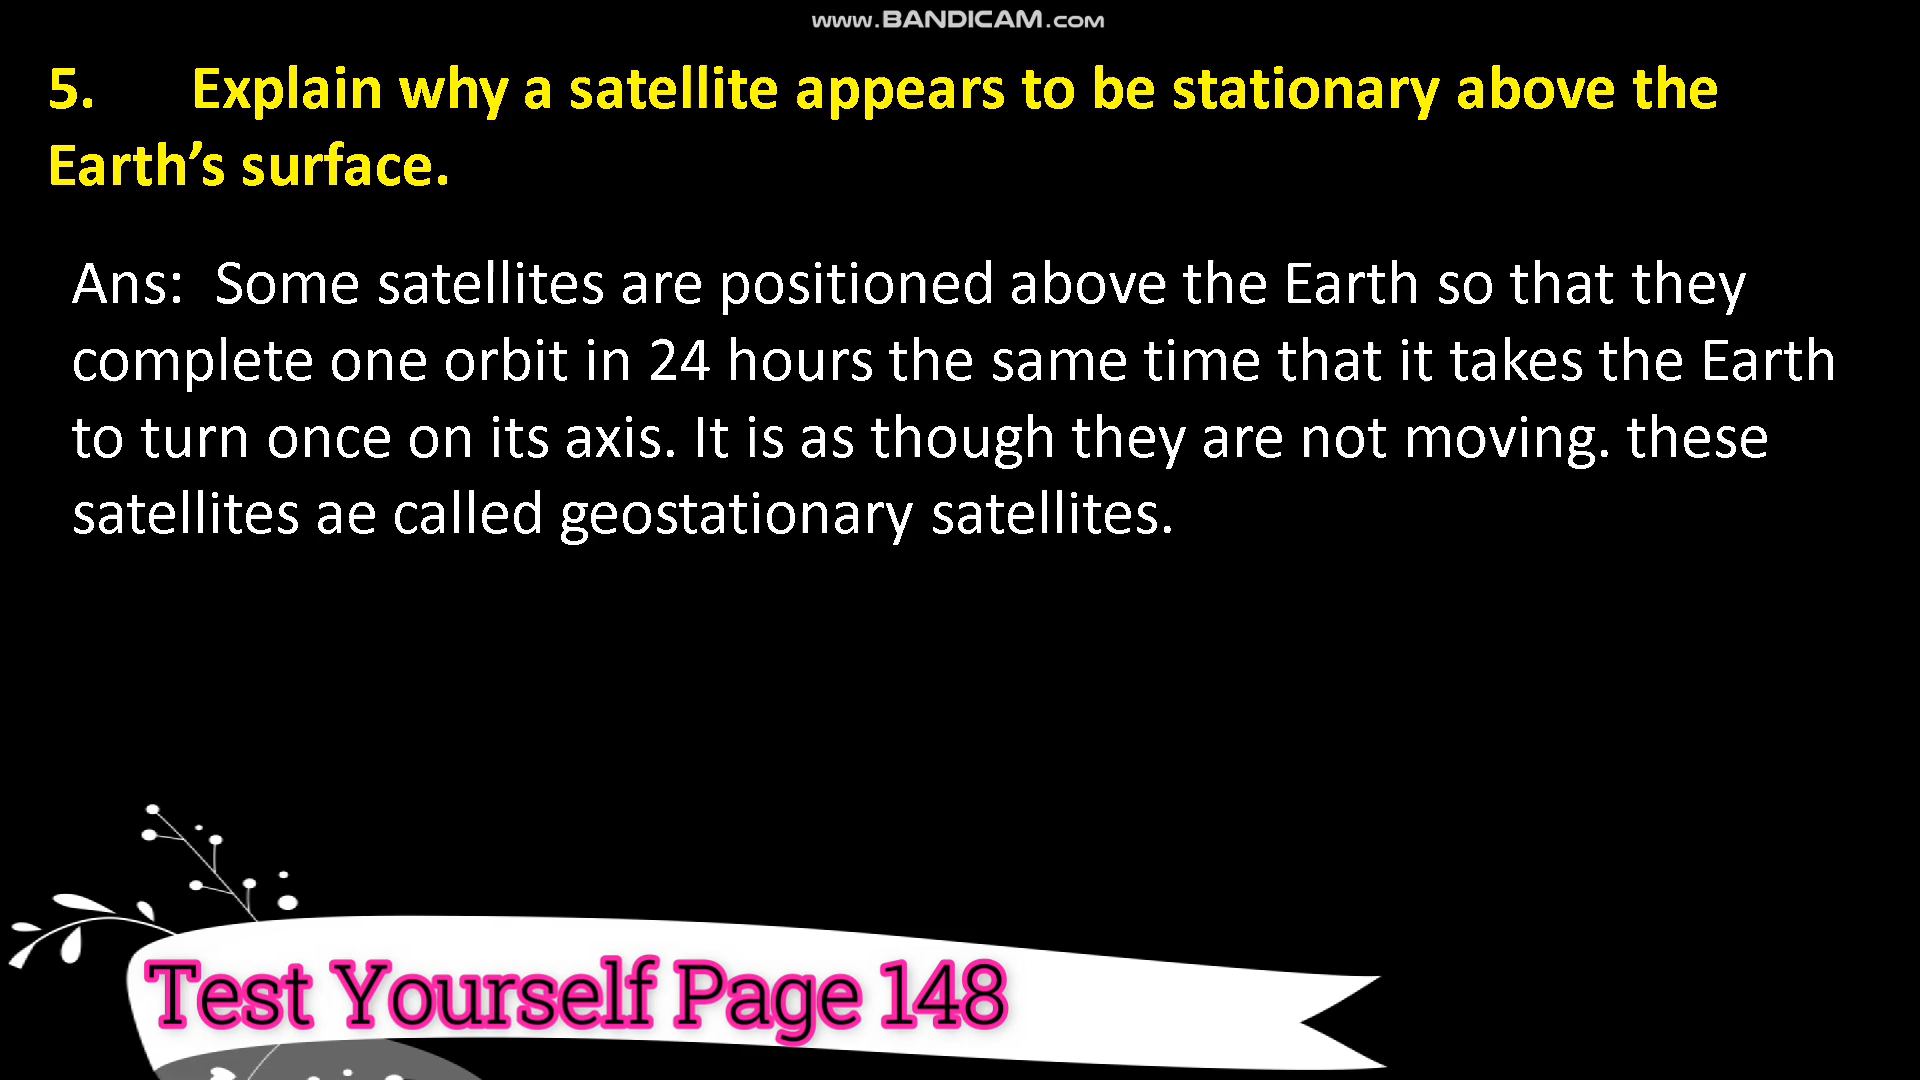 www.BANDICAM.com
5. Explain why a satellite appears to be stationary above the
Earth’s surface.
Ans: Some satellites are positioned above the Earth so that they
complete one orbit in 24 hours the same time that it takes the Earth
to turn once on its axis. It is as though they are not moving. these
satellites ae called geostationary satellites.
Test Yourself Page 148